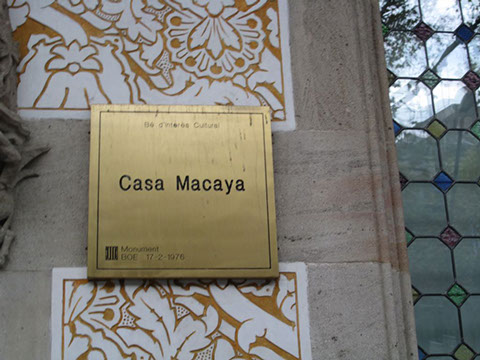 Bé d'Interès Cultural
Casa Macaya
Monument
BOE 17-2-1976